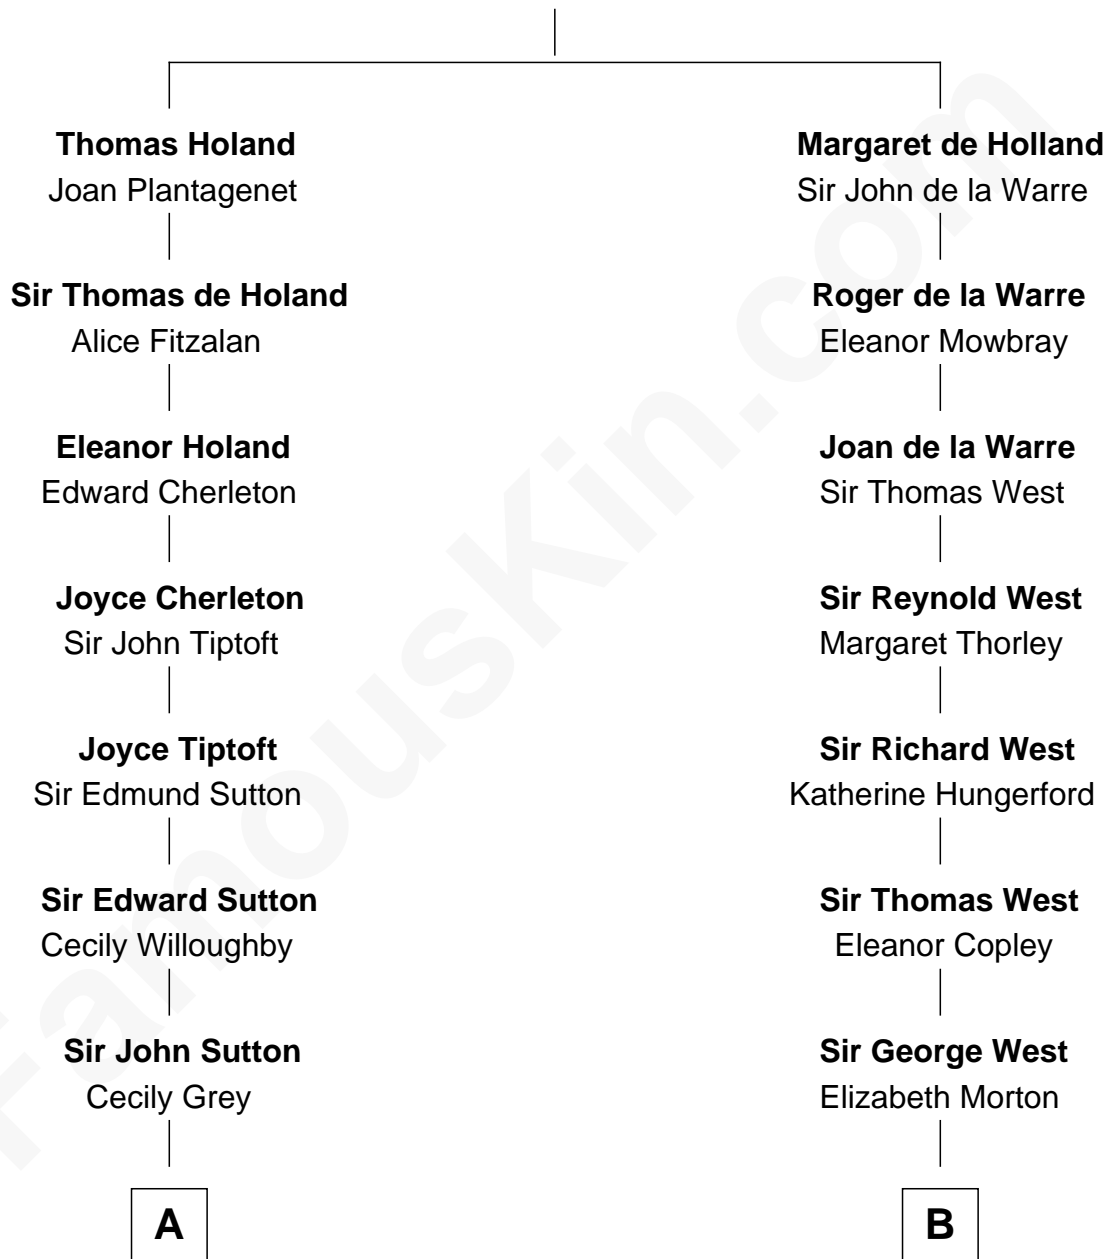 Thomas Holand
Joan Plantagenet
Sir Thomas de Holand
Alice Fitzalan
Eleanor Holand
Edward Cherleton
Joyce Cherleton
Sir John Tiptoft
Joyce Tiptoft
Sir Edmund Sutton
Sir Edward Sutton
Cecily Willoughby
Sir John Sutton
Cecily Grey
A
Margaret de Holland
Sir John de la Warre
Roger de la Warre
Eleanor Mowbray
Joan de la Warre
Sir Thomas West
Sir Reynold West
Margaret Thorley
Sir Richard West
Katherine Hungerford
Sir Thomas West
Eleanor Copley
Sir George West
Elizabeth Morton
B
FamousKin.com